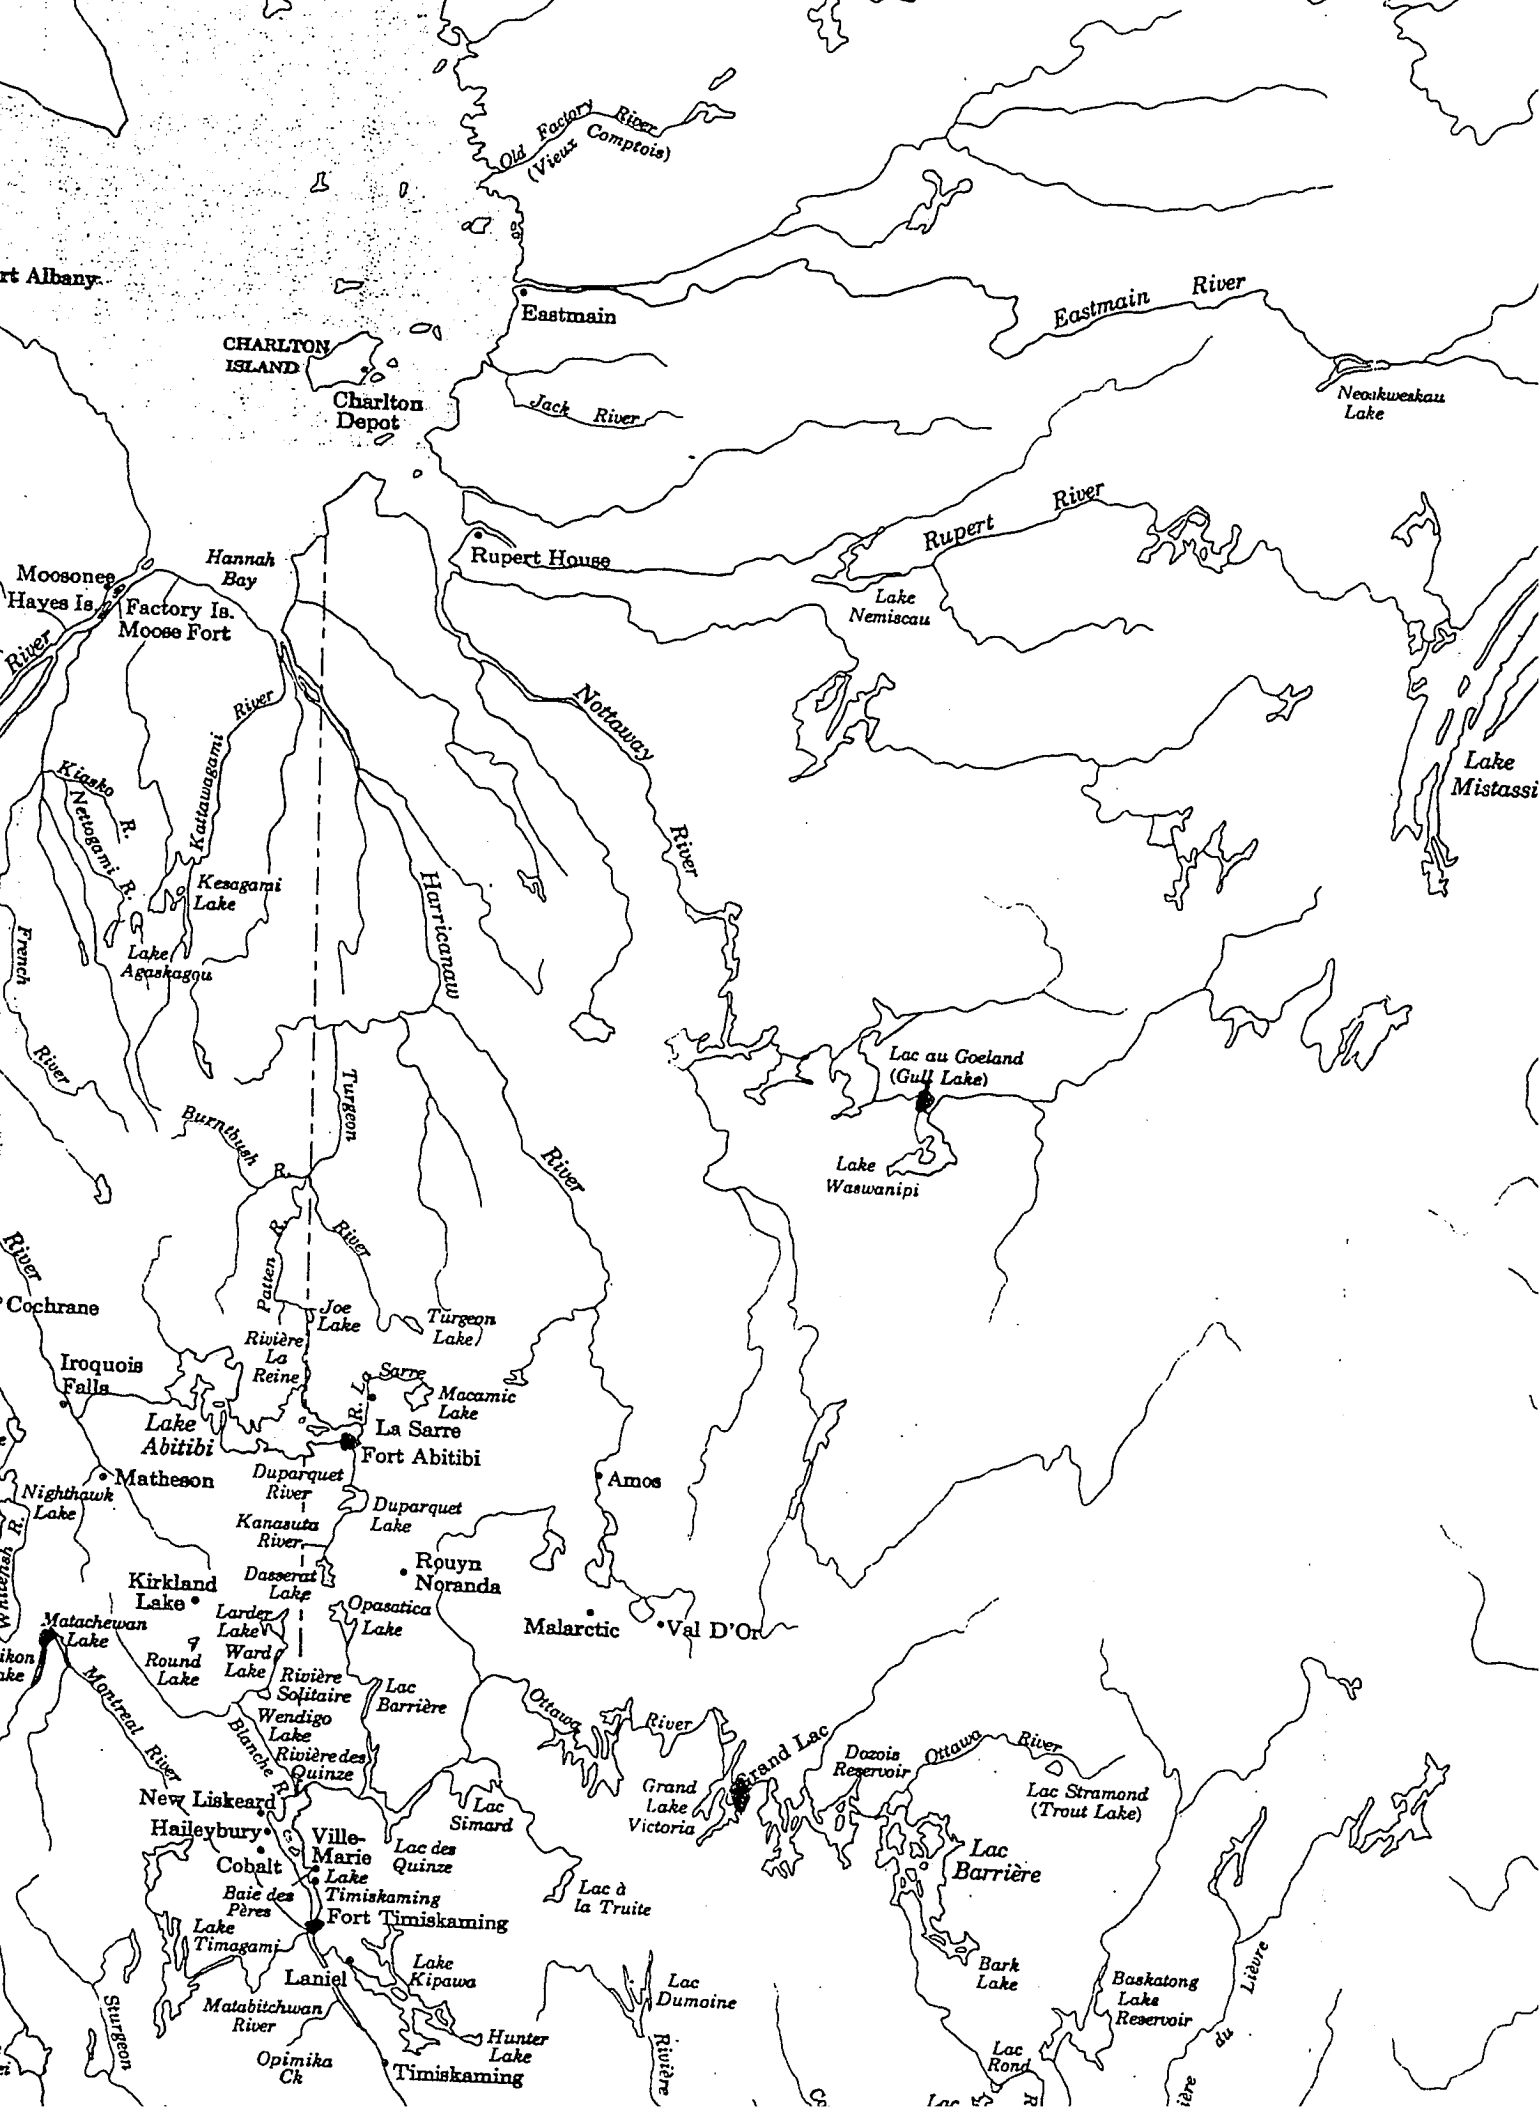 Old Factory River
(Vieux Comptois)
rt Albany
Eastmain
Eastmain River
CHARLTON
ISLAND
Charlton
Depot
Jack River
Lake
Rupert River
Rupert House
Hannah
Bay
Moosonee
Hayes Is.
Factory Is.
Moose Fort
River
Lake
Nemiscau
River
Nottaway
River
Lake
Mistassi
Kiasko
R.
Nettogami R.
Kattawagami
Kesagami
Lake
Harricanaw
French
River
Lake
Agaskagou
Lac au Goeland
(Gull Lake)
Turgeon
Burntbush
R.
River
Lake
Waswanipi
R.
Patten
River
River
Cochrane
Joe
Lake
Turgeon
Lake
Rivière
La
Reine
Iroquois
Falls
R. La Sarre
Macamic
Lake
Lake
Abitibi
La Sarre
Fort Abitibi
Matheson
Duparquet
River
Amos
Nighthawk
Lake
Duparquet
Lake
Kanasuta
River
Whitefish R.
Rouyn
Noranda
Dasserat
Lake
Kirkland
Lake
Larder
Lake
Opasatica
Lake
Malarctic
Val D'Or
Matachewan
Lake
ikon
ake
Round
Lake
Ward
Lake
Rivière
Solitaire
Lac
Barrière
Montreal
River
Wendigo
Lake
Blanche R.
Rivière des
Quinze
Ottawa
River
Grand Lac
Grand
Lake
Victoria
Dozois
Reservoir
Ottawa River
Lac Stramond
(Trout Lake)
New Liskeard
Lac
Simard
Haileybury
Ville-
Marie
Lac des
Quinze
Cobalt
Lake
Timiskaming
Lac
Barrière
Baie des
Pères
Lac à
la Truite
Fort Timiskaming
Lake
Timagami
Laniel
Lake
Kipawa
Bark
Lake
Lac
Dumoine
Baskatong
Lake
Reservoir
Lièvre
du
Sturgeon
Matabitchwan
River
Hunter
Lake
Opimika
Ck
Timiskaming
Rivière
Lac
Rond
Lac
R
ière